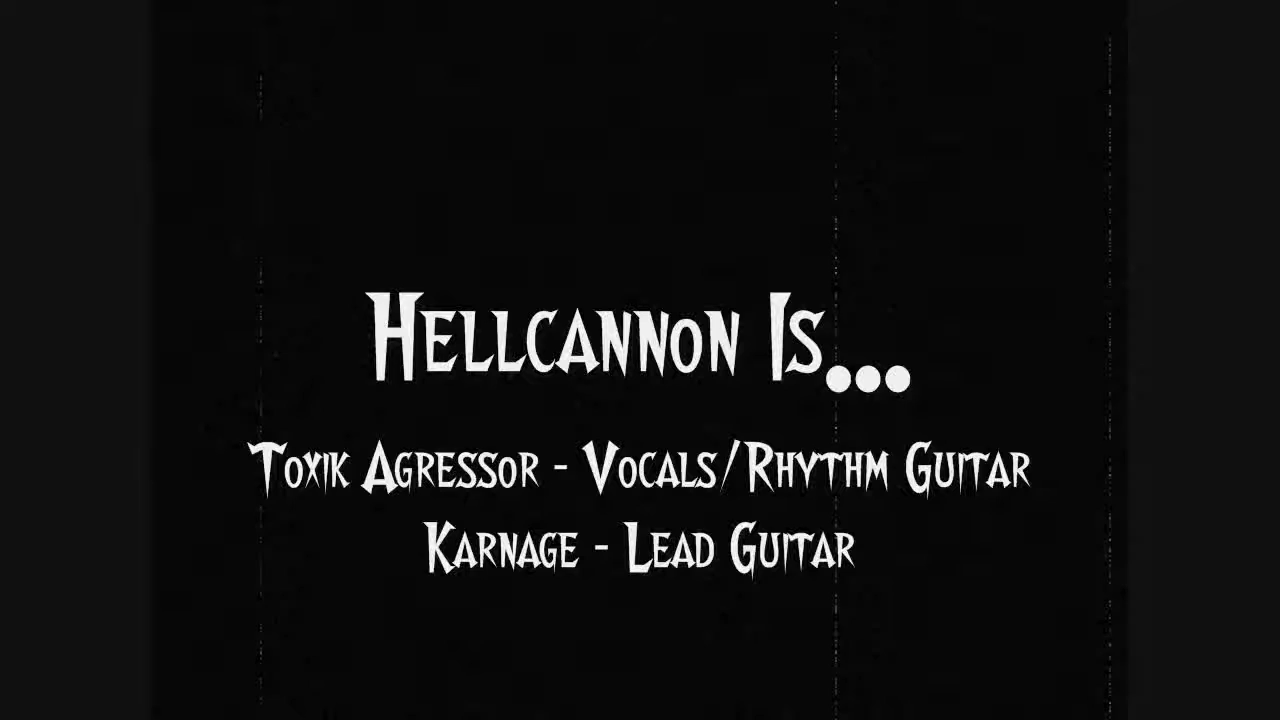 Hellcannon Is...
Toxik Agressor - Vocals/Rhythm Guitar
Karnage - Lead Guitar